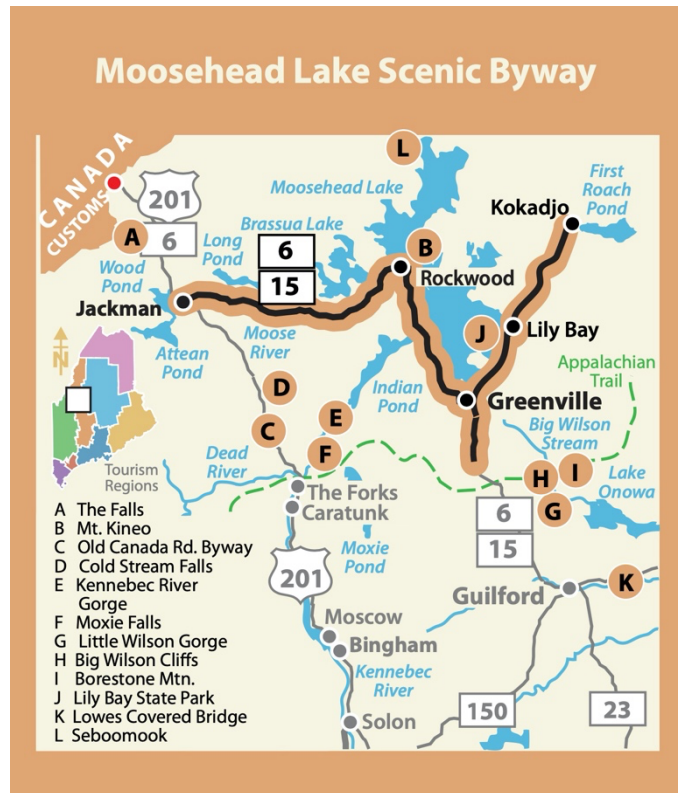 Moosehead Lake Scenic Byway
CANADA
CUSTOMS
201
6
A
L
Moosehead Lake
First
Roach
Pond
Kokadjo
Brassua Lake
Long
Pond
6
15
B
Rockwood
Wood
Pond
Jackman
Moose
River
J
Lily Bay
Attean
Pond
Appalachian
Trail
N
D
Indian
Pond
Greenville
C
E
F
Big Wilson
Stream
Dead
River
H
I
Tourism
Regions
The Forks
Caratunk
Lake
Onowa
G
6
15
Moxie
Pond
201
Guilford
K
Moscow
Bingham
Kennebec
River
Solon
150
23
A The Falls
B Mt. Kineo
C Old Canada Rd. Byway
D Cold Stream Falls
E Kennebec River
Gorge
F Moxie Falls
G Little Wilson Gorge
H Big Wilson Cliffs
I Borestone Mtn.
J Lily Bay State Park
K Lowes Covered Bridge
L Seboomook